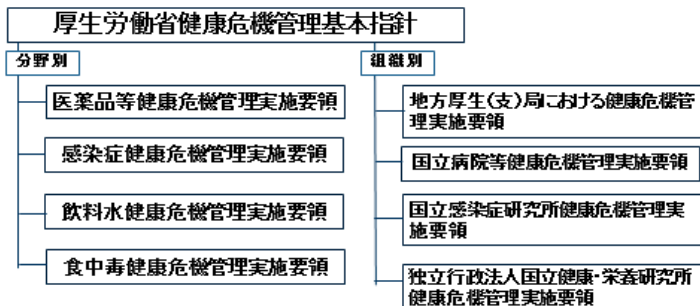 厚生労働省健康危機管理基本指針
分野別
医薬品等健康危機管理実施要領
感染症健康危機管理実施要領
飲料水健康危機管理実施要領
食中毒健康危機管理実施要領
組織別
地方厚生(支)局における健康危機管
理実施要領
国立病院等健康危機管理実施要領
国立感染症研究所健康危機管理実
施要領
独立行政法人国立健康・栄養研究所
健康危機管理実施要領